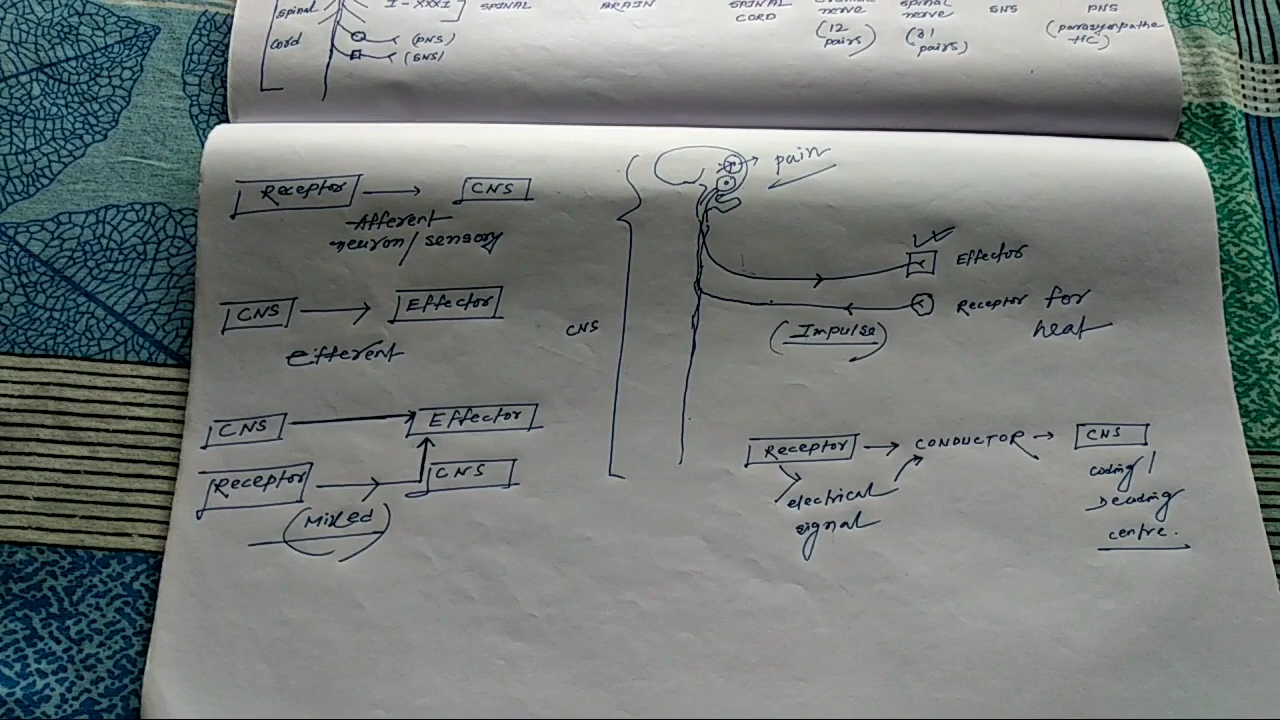 spinal
cord
I - XXXI
(PNS)
(SNS)
SPINAL
BRAIN
SPINAL
CORD
nerve
(12
pairs)
spinal
nerve
(31
pairs)
SNS
PNS
(parasympathe
-tic)
Receptor → CNS
Afferent
neuron/sensory
CNS → Effector
Efferent
CNS → Effector
Receptor → CNS
(Mixed)
CNS
pain
Effector
Receptor for
heat
(Impulse)
Receptor → CONDUCTOR → CNS
electrical
signal
coding/
Decoding
centre.